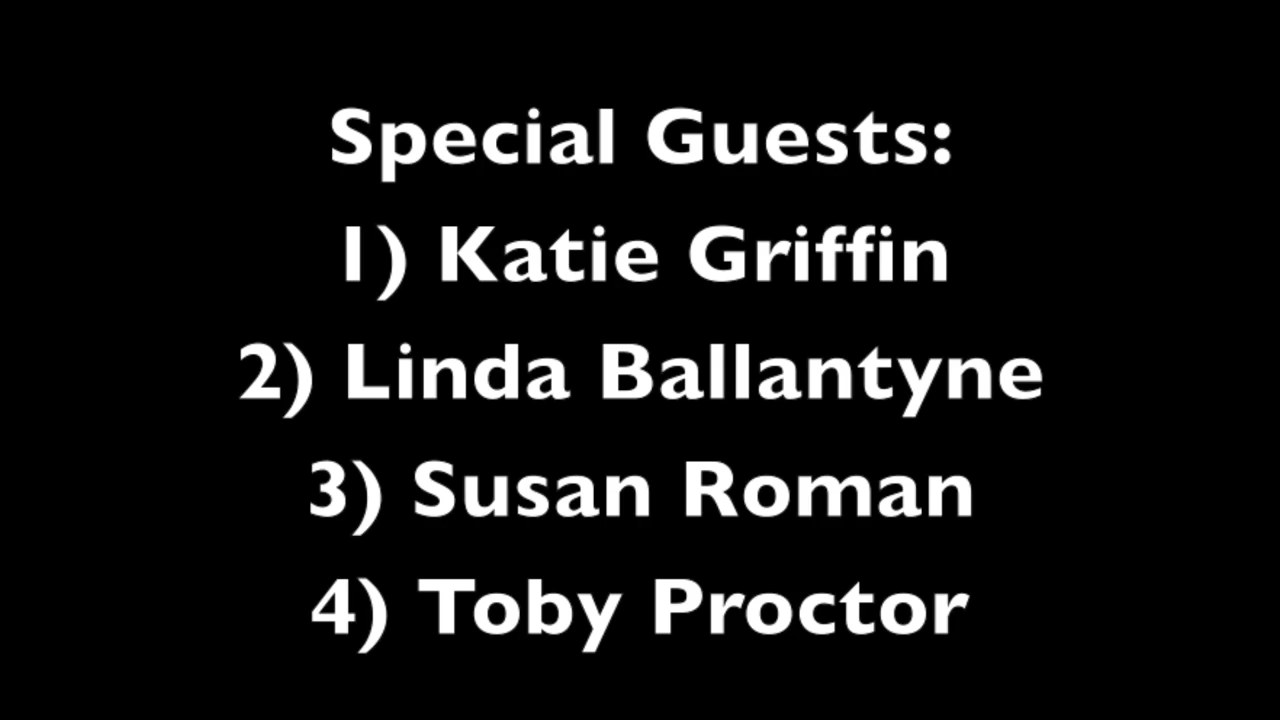 Special Guests:
1) Katie Griffin
2) Linda Ballantyne
3) Susan Roman
4) Toby Proctor